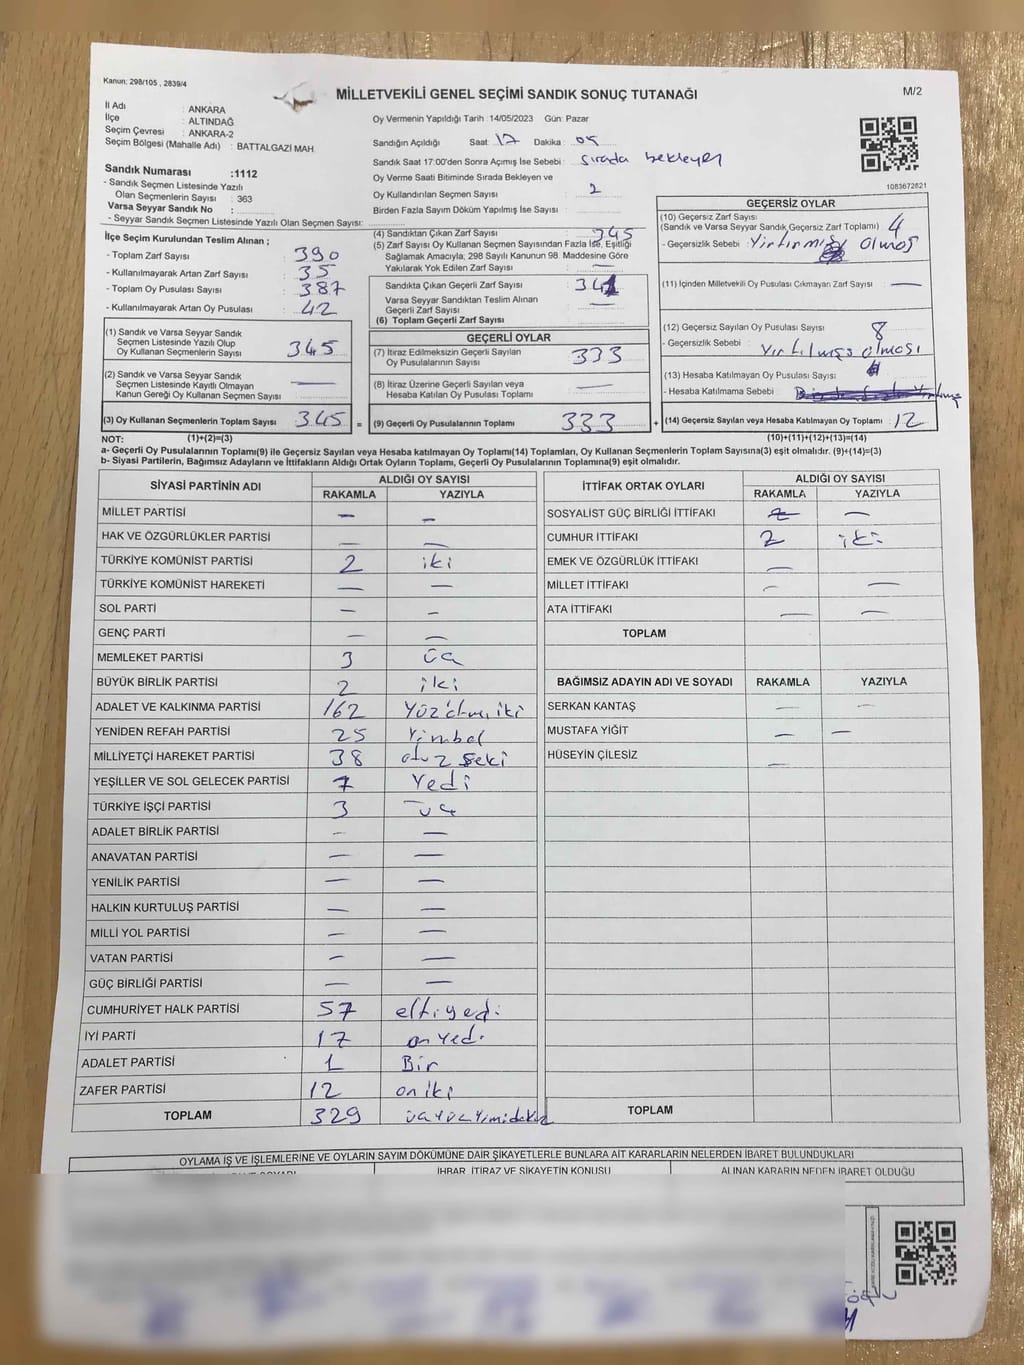 Kanun: 298/105 , 2839/4
MİLLETVEKİLİ GENEL SEÇİMİ SANDIK SONUÇ TUTANAĞI
M/2
İl Adı : ANKARA
İlçe : ALTINDAĞ
Seçim Çevresi : ANKARA-2
Seçim Bölgesi (Mahalle Adı) : BATTALGAZİ MAH.
Oy Vermenin Yapıldığı Tarih :14/05/2023 Gün: Pazar
Sandığın Açıldığı Saat : 17 Dakika : 05
Sandık Saat 17:00'den Sonra Açımış İse Sebebi : sırada bekleyen
Oy Verme Saati Bitiminde Sırada Bekleyen ve
Oy Kullandırılan Seçmen Sayısı : 2
Birden Fazla Sayım Döküm Yapılmış İse Sayısı :
1083672821
Sandık Numarası :1112
- Sandık Seçmen Listesinde Yazılı
Olan Seçmenlerin Sayısı : 363
Varsa Seyyar Sandık No :
- Seyyar Sandık Seçmen Listesinde Yazılı Olan Seçmen Sayısı:
İlçe Seçim Kurulundan Teslim Alınan ;
- Toplam Zarf Sayısı : 390
- Kullanılmayarak Artan Zarf Sayısı : 35
- Toplam Oy Pusulası Sayısı : 387
- Kullanılmayarak Artan Oy Pusulası : 42
(1) Sandık ve Varsa Seyyar Sandık
Seçmen Listesinde Yazılı Olup
Oy Kullanan Seçmenlerin Sayısı : 345
(2) Sandık ve Varsa Seyyar Sandık
Seçmen Listesinde Kayıtlı Olmayan
Kanun Gereği Oy Kullanan Seçmen Sayısı : —
(3) Oy Kullanan Seçmenlerin Toplam Sayısı : 345 =
(4) Sandıktan Çıkan Zarf Sayısı : 345
(5) Zarf Sayısı Oy Kullanan Seçmen Sayısından Fazla İse, Eşitliği
Sağlamak Amacıyla; 298 Sayılı Kanunun 98. Maddesine Göre
Yakılarak Yok Edilen Zarf Sayısı : —
Sandıkta Çıkan Geçerli Zarf Sayısı : 341
Varsa Seyyar Sandıktan Teslim Alınan
Geçerli Zarf Sayısı : —
(6) Toplam Geçerli Zarf Sayısı :
GEÇERLİ OYLAR
(7) İtiraz Edilmeksizin Geçerli Sayılan
Oy Pusulalarının Sayısı : 333
(8) İtiraz Üzerine Geçerli Sayılan veya
Hesaba Katılan Oy Pusulası Toplamı : —
(9) Geçerli Oy Pusulalarının Toplamı : 333 +
GEÇERSİZ OYLAR
(10) Geçersiz Zarf Sayısı
(Sandık ve Varsa Seyyar Sandık Geçersiz Zarf Toplamı) : 4
- Geçersizlik Sebebi : olmaş
(11) İçinden Milletvekili Oy Pusulası Çıkmayan Zarf Sayısı : —
(12) Geçersiz Sayılan Oy Pusulası Sayısı : 8
- Geçersizlik Sebebi : olması
(13) Hesaba Katılmayan Oy Pusulası Sayısı :
- Hesaba Katılmama Sebebi :
(14) Geçersiz Sayılan veya Hesaba Katılmayan Oy Toplamı : 12
NOT: (1)+(2)=(3) (10)+(11)+(12)+(13)=(14)
a- Geçerli Oy Pusulalarının Toplamı(9) ile Geçersiz Sayılan veya Hesaba Katılmayan Oy Toplamı(14) Toplamları, Oy Kullanan Seçmenlerin Toplam Sayısına(3) eşit olmalıdır. (9)+(14)=(3)
b- Siyasi Partilerin, Bağımsız Adayların ve İttifakların Aldığı Ortak Oyların Toplamı, Geçerli Oy Pusulalarının Toplamına(9) eşit olmalıdır.
SİYASİ PARTİNİN ADI ALDIĞI OY SAYISI
RAKAMLA YAZIYLA
MİLLET PARTİSİ — —
HAK VE ÖZGÜRLÜKLER PARTİSİ — —
TÜRKİYE KOMÜNİST PARTİSİ 2 iki
TÜRKİYE KOMÜNİST HAREKETİ — —
SOL PARTİ — —
GENÇ PARTİ — —
MEMLEKET PARTİSİ 3 üç
BÜYÜK BİRLİK PARTİSİ 2 iki
ADALET VE KALKINMA PARTİSİ 162
YENİDEN REFAH PARTİSİ 25
MİLLİYETÇİ HAREKET PARTİSİ 38 otuz seki
YEŞİLLER VE SOL GELECEK PARTİSİ 7 Yedi
TÜRKİYE İŞÇİ PARTİSİ 3 üç
ADALET BİRLİK PARTİSİ — —
ANAVATAN PARTİSİ — —
YENİLİK PARTİSİ — —
HALKIN KURTULUŞ PARTİSİ — —
MİLLİ YOL PARTİSİ — —
VATAN PARTİSİ — —
GÜÇ BİRLİĞİ PARTİSİ — —
CUMHURİYET HALK PARTİSİ 57 elliyedi
İYİ PARTİ 17 onyedi
ADALET PARTİSİ 1 Bir
ZAFER PARTİSİ 12 oniki
TOPLAM 329
İTTİFAK ORTAK OYLARI ALDIĞI OY SAYISI
RAKAMLA YAZIYLA
SOSYALİST GÜÇ BİRLİĞİ İTTİFAKI 2 —
CUMHUR İTTİFAKI 2 iki
EMEK VE ÖZGÜRLÜK İTTİFAKI —
MİLLET İTTİFAKI — —
ATA İTTİFAKI — —
TOPLAM
BAĞIMSIZ ADAYIN ADI VE SOYADI RAKAMLA YAZIYLA
SERKAN KANTAŞ — —
MUSTAFA YİĞİT — —
HÜSEYİN ÇİLESİZ —
TOPLAM
OYLAMA İŞ VE İŞLEMLERİNE VE OYLARIN SAYIM DÖKÜMÜNE DAİR ŞİKAYETLERLE BUNLARA AİT KARARLARIN NELERDEN İBARET BULUNDUKLARI
İHBAR, İTİRAZ VE ŞİKAYETİN KONUSU ALINAN KARARIN NEDEN İBARET OLDUĞU